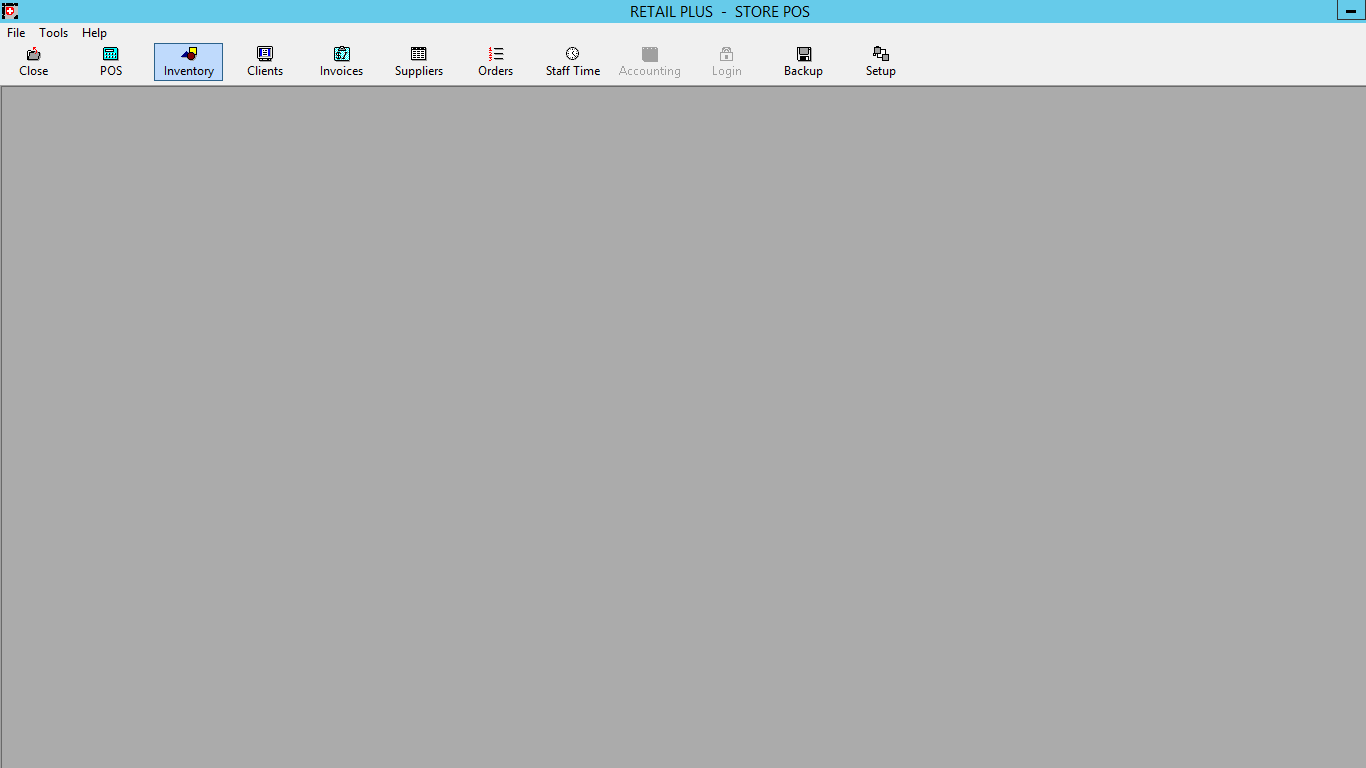 RETAIL PLUS - STORE POS
File Tools Help
Close POS Inventory Clients Invoices Suppliers Orders Staff Time Accounting Login Backup Setup